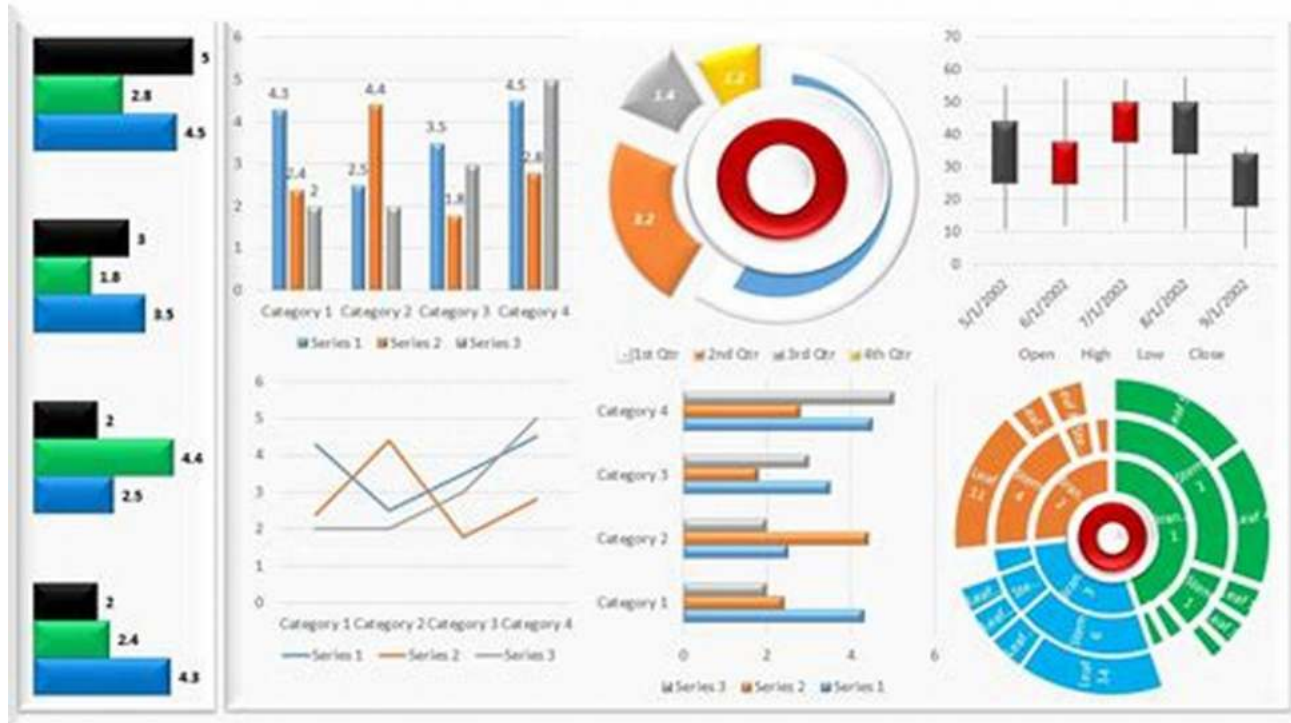 5
2.8
4.5
3
1.8
3.5
2
4.4
2.5
2
2.4
4.3
6
5
4
3
2
1
0
4.3
2.4
2
2.5
4.4
3.5
1.8
4.5
2.8
Category 1 Category 2 Category 3 Category 4
Series 1 Series 2 Series 3
1.4
1.2
3.2
1st Qtr 2nd Qtr 3rd Qtr 4th Qtr
70
60
50
40
30
20
10
0
5/1/2002 6/1/2002 7/1/2002 8/1/2002 9/1/2002
Open High Low Close
6
5
4
3
2
1
0
Category 1 Category 2 Category 3 Category 4
Series 1 Series 2 Series 3
Category 4
Category 3
Category 2
Category 1
0 2 4 6
Series 3 Series 2 Series 1
Leaf
Stem
Leaf